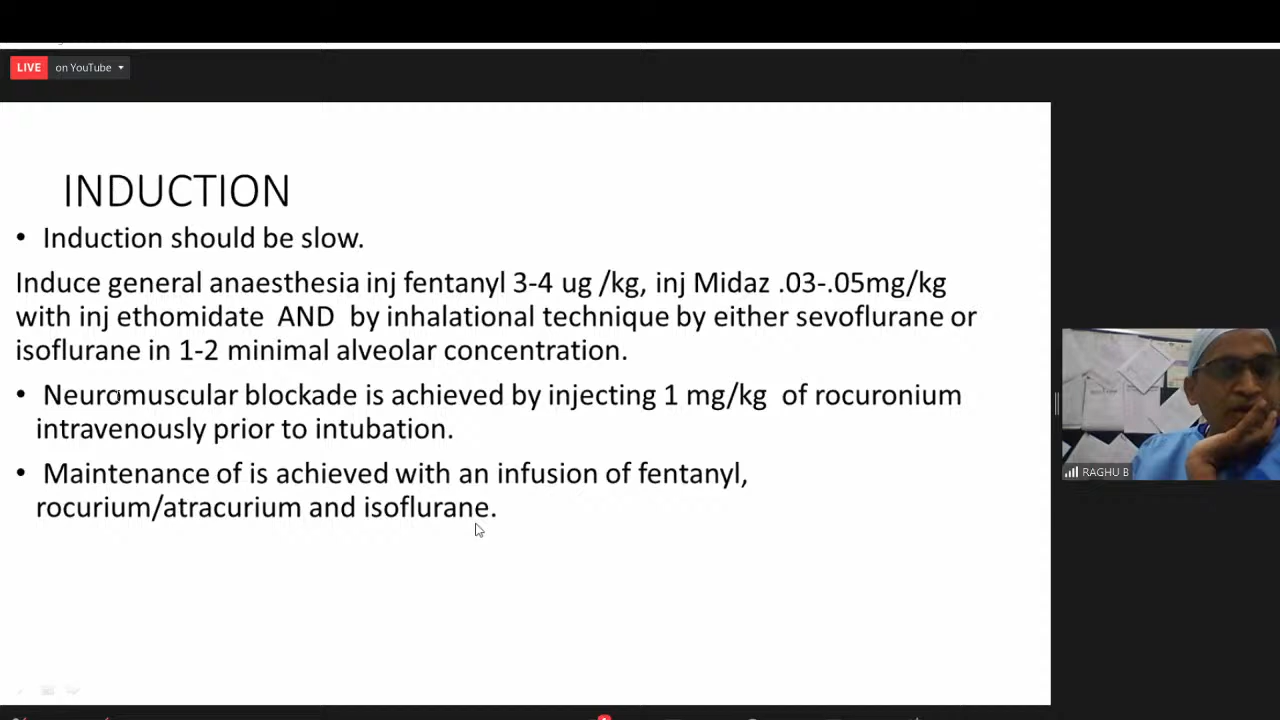 LIVE on YouTube
INDUCTION
• Induction should be slow.
Induce general anaesthesia inj fentanyl 3-4 ug /kg, inj Midaz .03-.05mg/kg
with inj ethomidate AND by inhalational technique by either sevoflurane or
isoflurane in 1-2 minimal alveolar concentration.
• Neuromuscular blockade is achieved by injecting 1 mg/kg of rocuronium
intravenously prior to intubation.
• Maintenance of is achieved with an infusion of fentanyl,
rocurium/atracurium and isoflurane.
RAGHU B